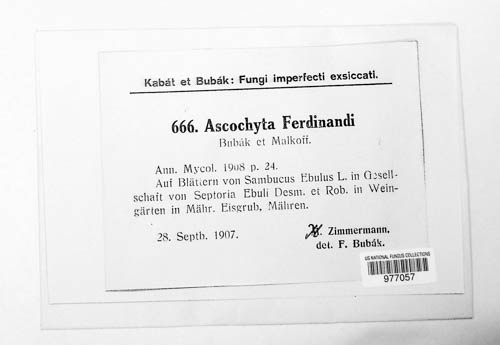 Kabát et Bubák: Fungi imperfecti exsiccati.
666. Ascochyta Ferdinandi
Bubák et Malkoff.
Ann. Mycol. 1908 p. 24.
Auf Blättern von Sambucus Ebulus L. in Gesell-
schaft von Septoria Ebuli Desm. et Rob. in Wein-
gärten in Mähr. Eisgrub, Mähren.
28. Septb. 1907.
Zimmermann,
det. F. Bubák.
US NATIONAL FUNGUS COLLECTIONS
977057